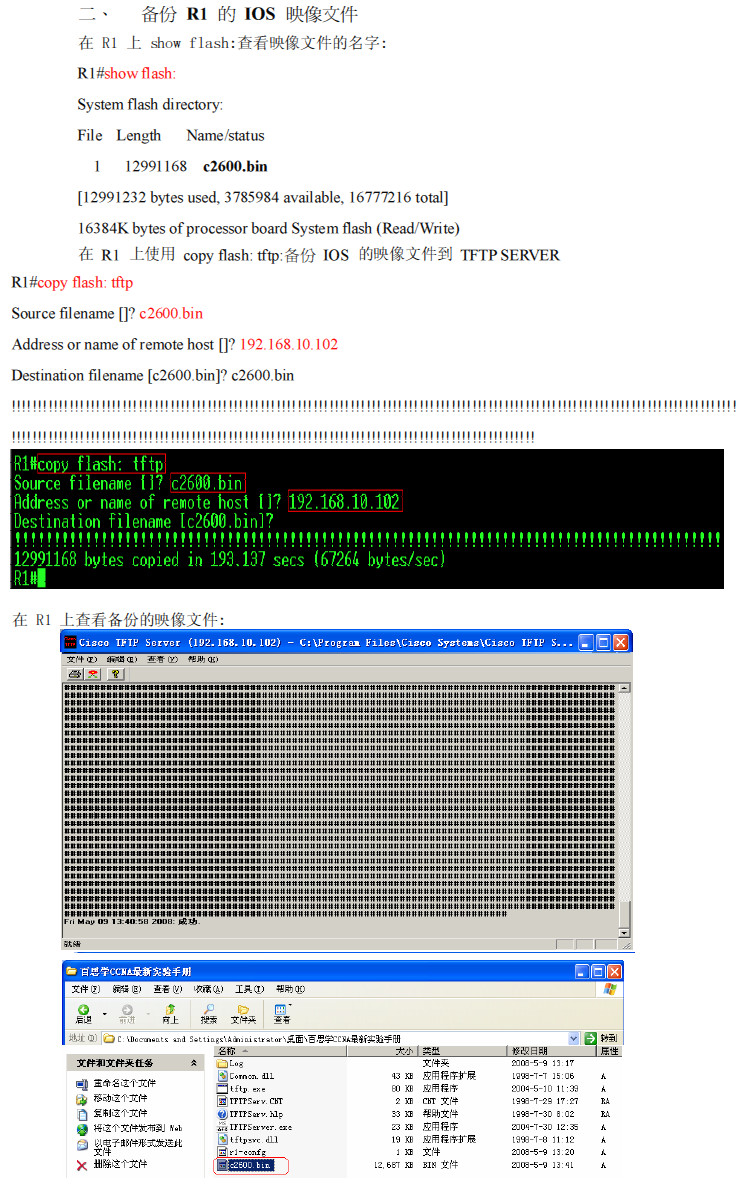 二、 备份 R1 的 IOS 映像文件
在 R1 上 show flash:查看映像文件的名字:
R1#show flash:
System flash directory:
File Length Name/status
1 12991168 c2600.bin
[12991232 bytes used, 3785984 available, 16777216 total]
16384K bytes of processor board System flash (Read/Write)
在 R1 上使用 copy flash: tftp:备份 IOS 的映像文件到 TFTP SERVER
R1#copy flash: tftp
Source filename []? c2600.bin
Address or name of remote host []? 192.168.10.102
Destination filename [c2600.bin]? c2600.bin
R1#copy flash: tftp
Source filename []? c2600.bin
Address or name of remote host []? 192.168.10.102
Destination filename [c2600.bin]?
12991168 bytes copied in 193.137 secs (67264 bytes/sec)
R1#
在 R1 上查看备份的映像文件:
Cisco TFTP Server (192.168.10.102) - C:\Program Files\Cisco Systems\Cisco TFTP S...
文件(F) 编辑(E) 查看(V) 帮助(H)
Fri May 09 13:40:58 2008: 成功.
就绪
百思学CCNA最新实验手册
文件(F) 编辑(E) 查看(V) 收藏(A) 工具(T) 帮助(H)
后退 前进 向上 搜索 文件夹 查看
地址(D) C:\Documents and Settings\Administrator\桌面\百思学CCNA最新实验手册 转到
文件和文件夹任务
重命名这个文件
移动这个文件
复制这个文件
将这个文件发布到 Web
以电子邮件形式发送此文件
删除这个文件
名称 大小 类型 修改日期 属性
Log 文件夹 2008-5-9 13:17
Common.dll 43 KB 应用程序扩展 1998-7-7 15:06 A
tftp.exe 80 KB 应用程序 2004-5-10 11:39 A
TFTPServ.CNT 2 KB CNT 文件 1998-7-29 17:27 RA
TFTPServ.hlp 33 KB 帮助文件 1998-7-30 8:02 RA
TFTPServer.exe 23 KB 应用程序 2004-7-30 12:35 A
tftpsvc.dll 19 KB 应用程序扩展 1998-7-8 11:12 A
r1-confg 1 KB 文件 2008-5-9 13:20 A
c2600.bin 12,687 KB BIN 文件 2008-5-9 13:41 A